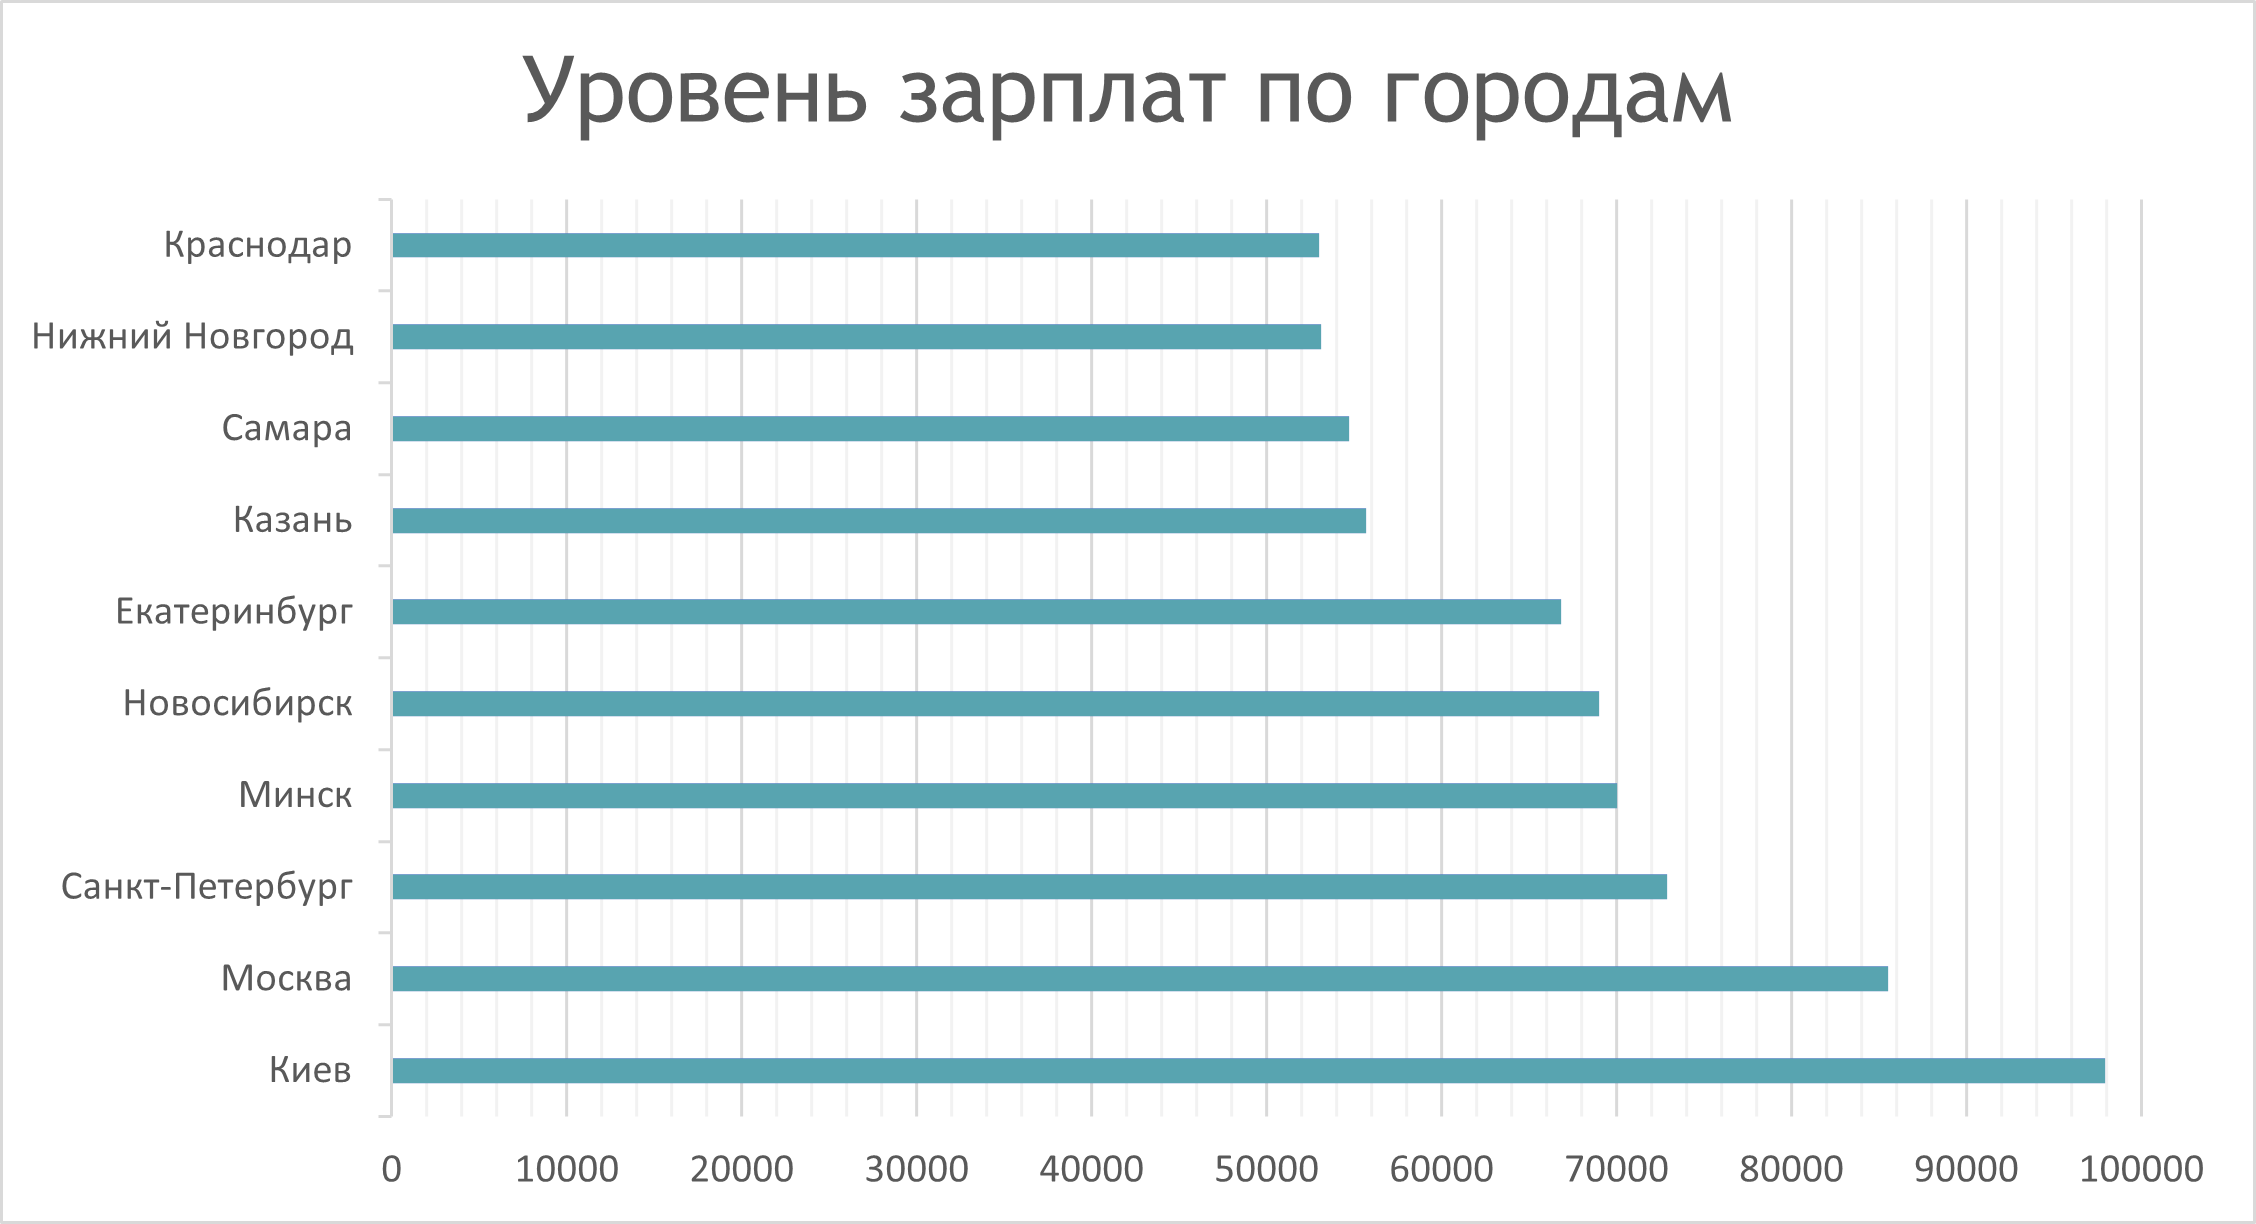 Уровень зарплат по городам
Краснодар
Нижний Новгород
Самара
Казань
Екатеринбург
Новосибирск
Минск
Санкт-Петербург
Москва
Киев
0 10000 20000 30000 40000 50000 60000 70000 80000 90000 100000